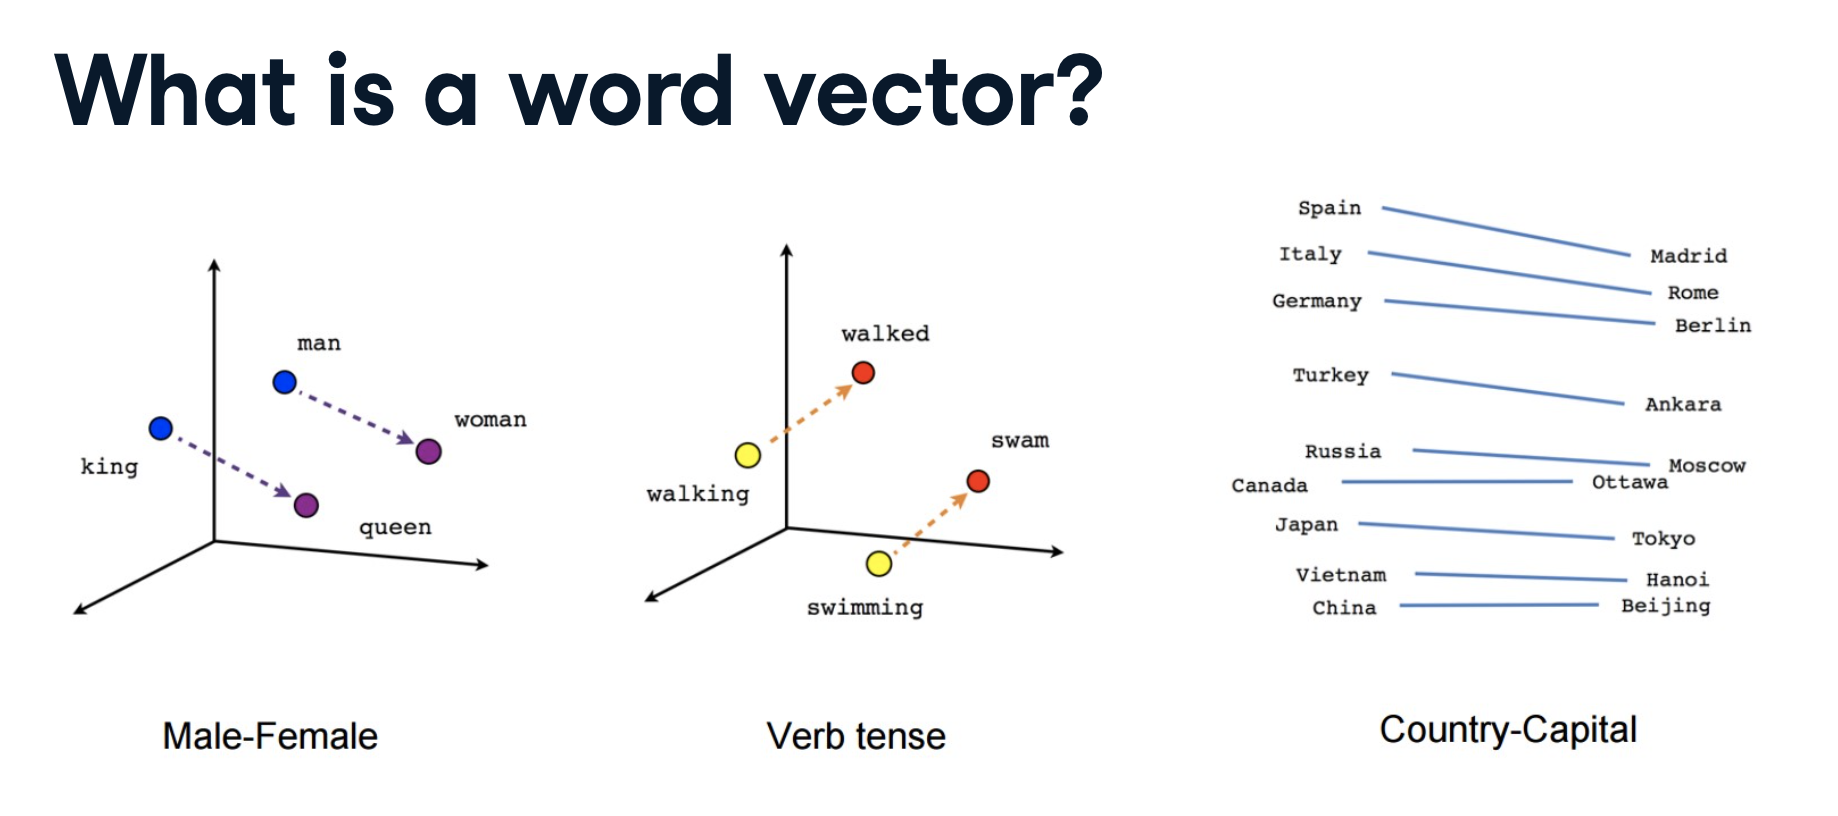 What is a word vector?
man
woman
king
queen
Male-Female
walked
swam
walking
swimming
Verb tense
Spain
Madrid
Italy
Rome
Germany
Berlin
Turkey
Ankara
Russia
Moscow
Canada
Ottawa
Japan
Tokyo
Vietnam
Hanoi
China
Beijing
Country-Capital